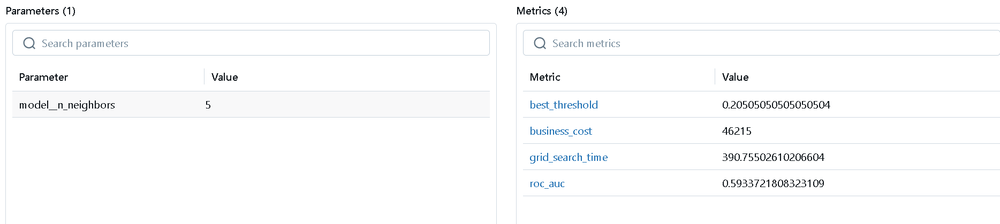 Parameters (1)
Search parameters
Parameter Value
model__n_neighbors 5
Metrics (4)
Search metrics
Metric Value
best_threshold 0.20505050505050504
business_cost 46215
grid_search_time 390.75502610206604
roc_auc 0.5933721808323109